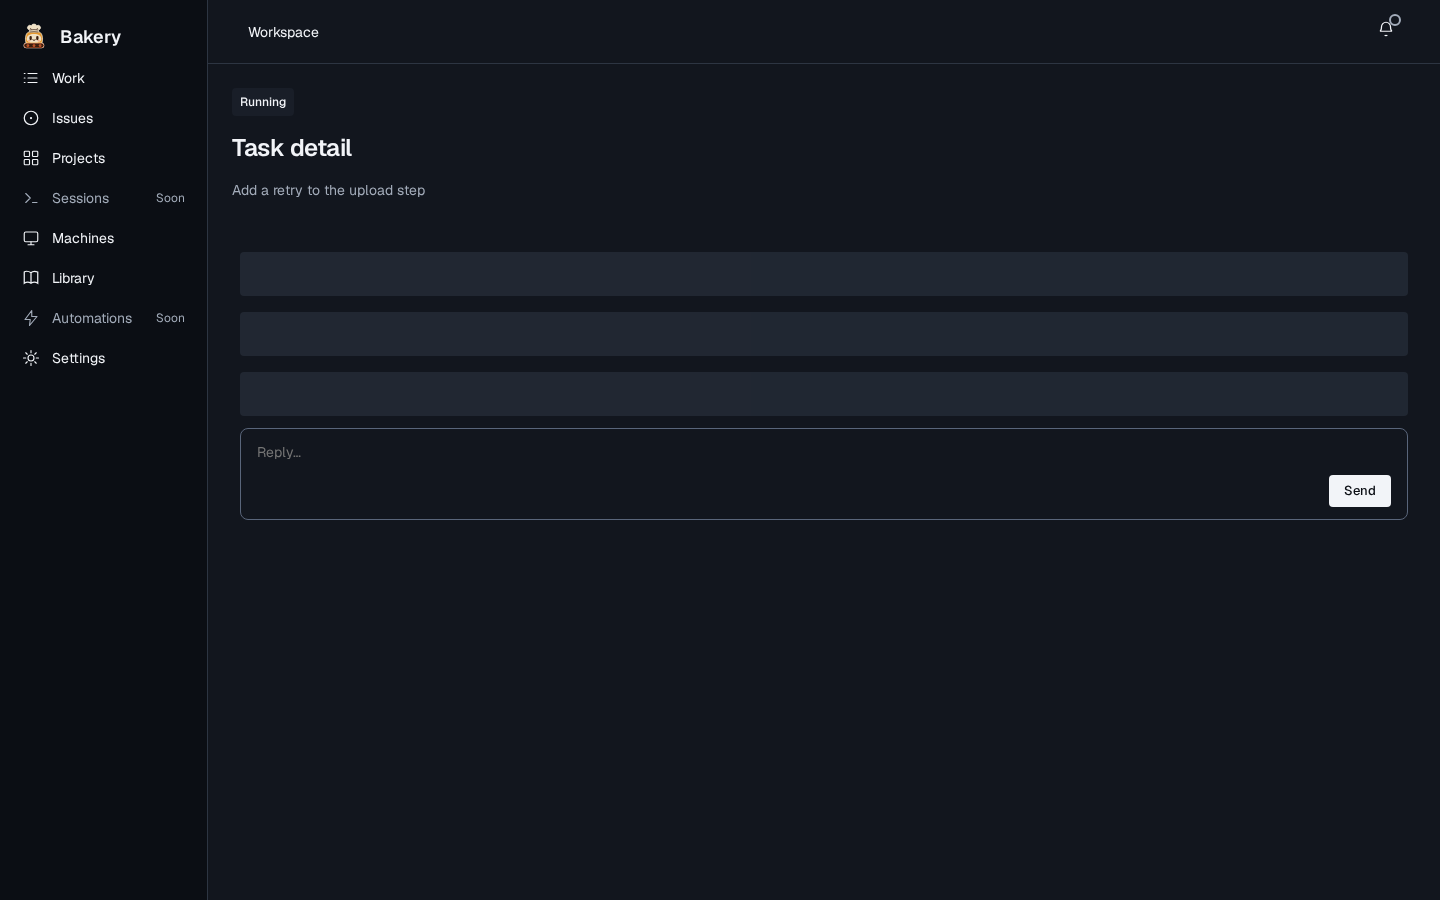 Bakery
Work
Issues
Projects
Sessions Soon
Machines
Library
Automations Soon
Settings
Workspace
Running
Task detail
Add a retry to the upload step
Reply...
Send